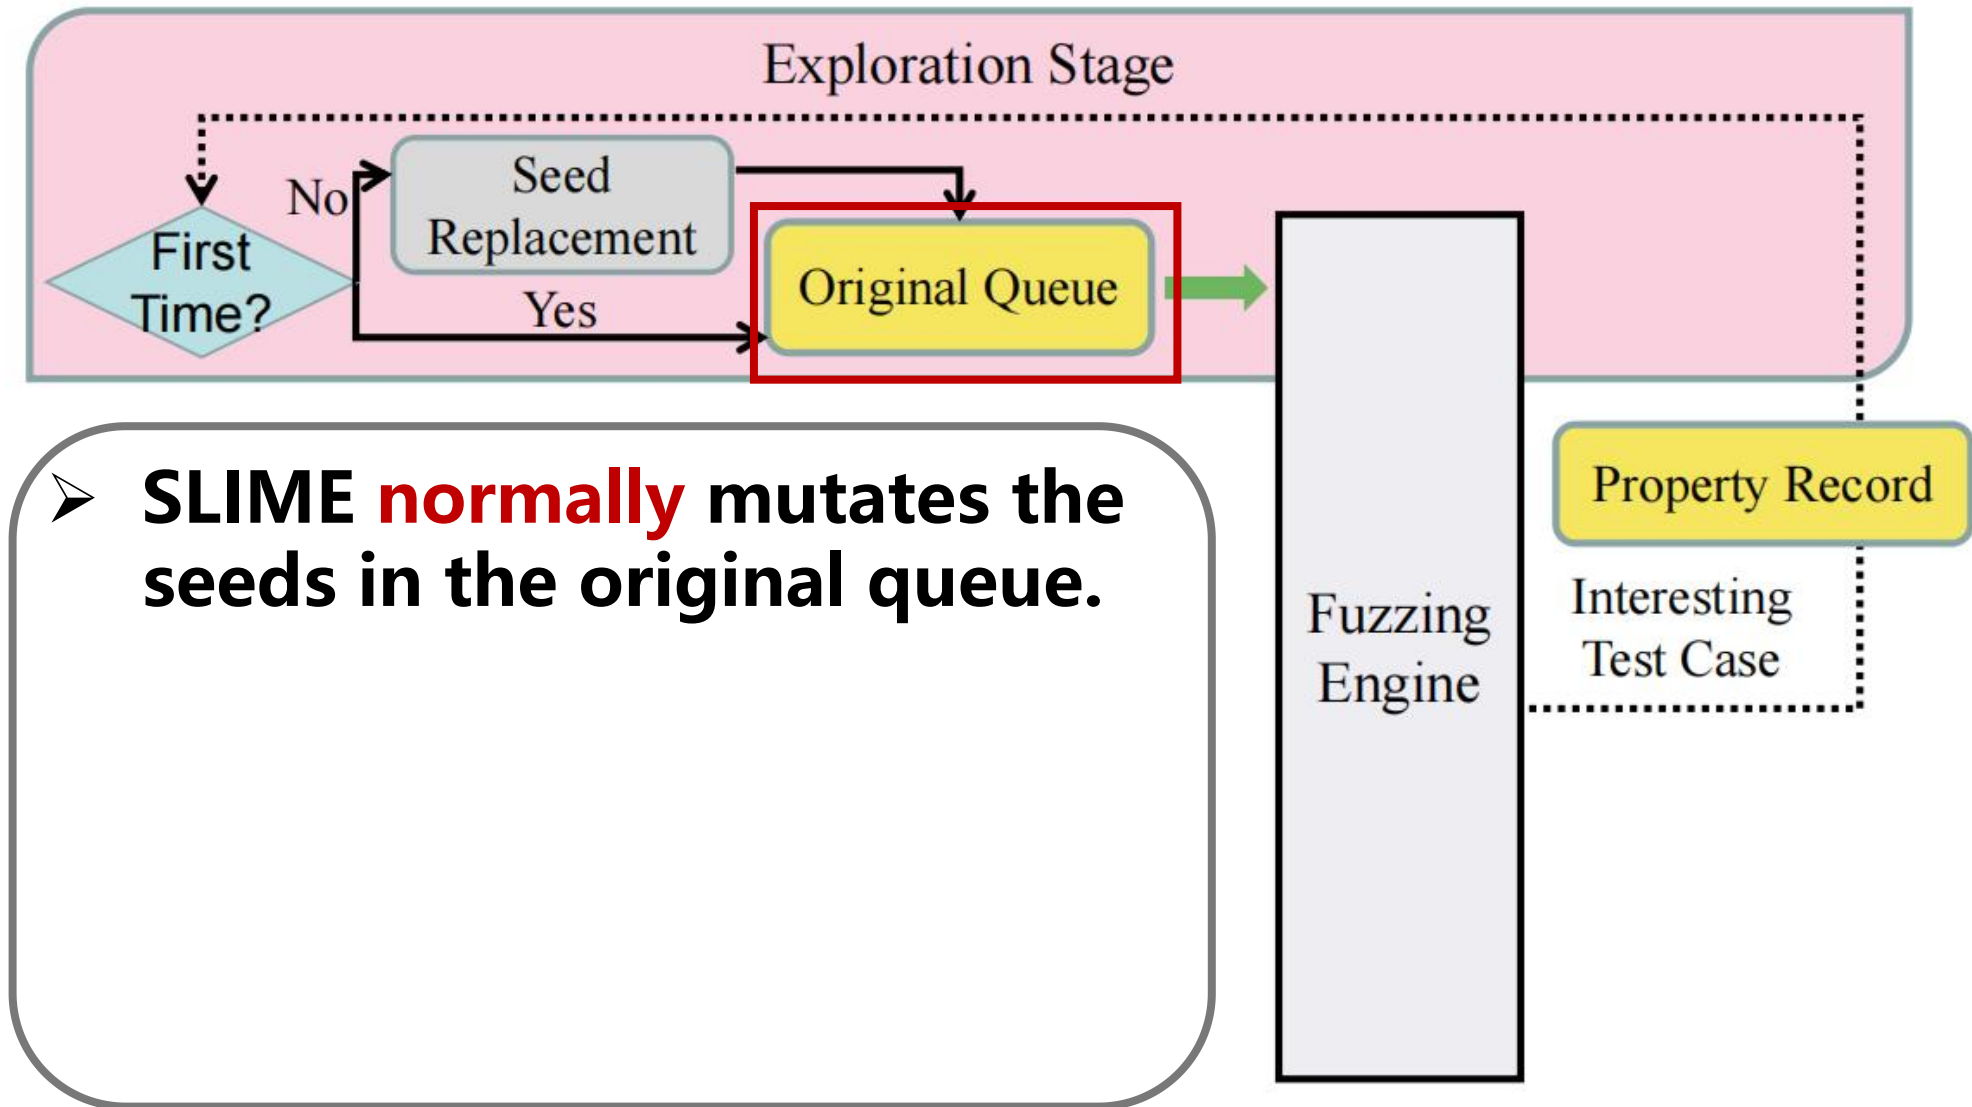 Exploration Stage
No
Seed
Replacement
First
Time?
Yes
Original Queue
➢ SLIME normally mutates the
seeds in the original queue.
Fuzzing
Engine
Property Record
Interesting
Test Case